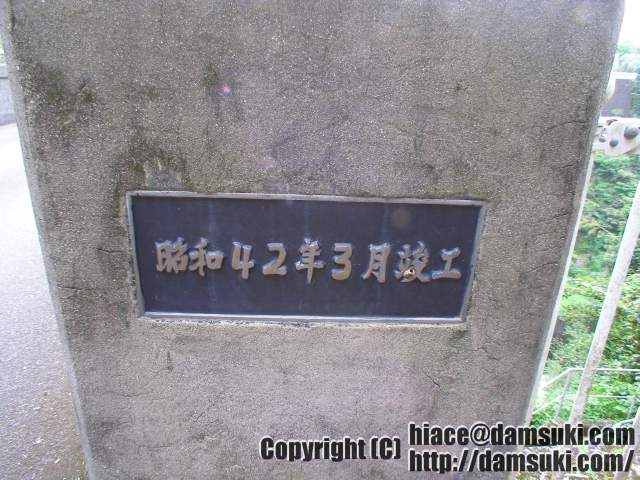 昭和42年3月竣工
Copyright (C) hiace@damsuki.com
http://damsuki.com/